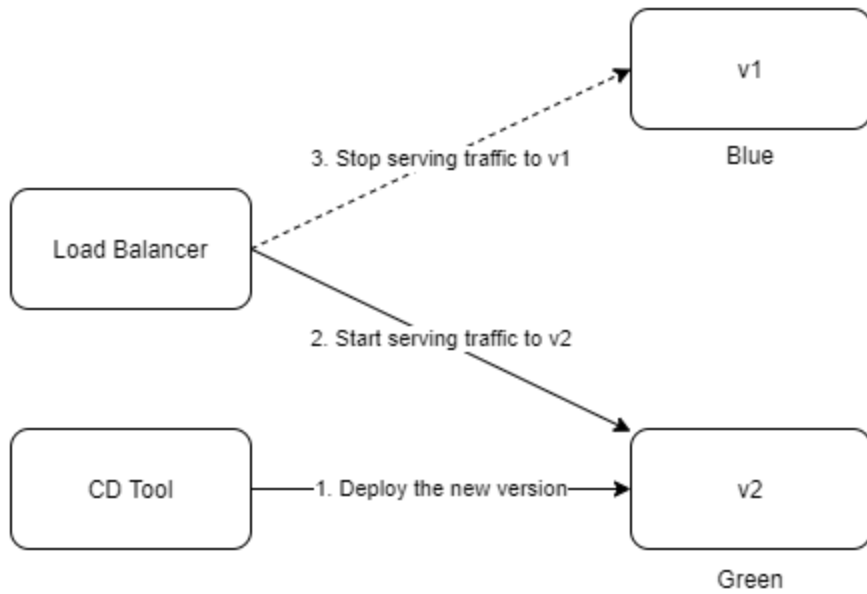 v1
Blue
3. Stop serving traffic to v1
Load Balancer
2. Start serving traffic to v2
CD Tool
1. Deploy the new version
v2
Green